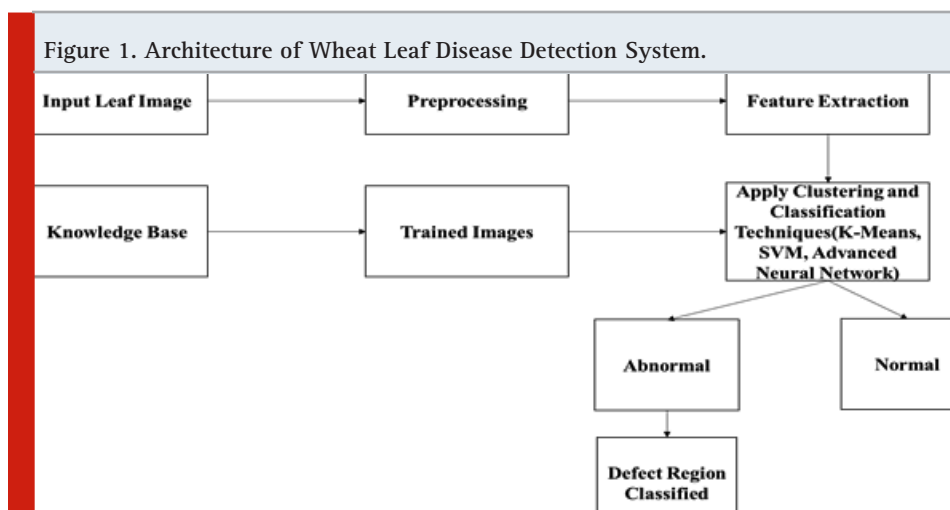 Figure 1. Architecture of Wheat Leaf Disease Detection System.
Input Leaf Image
Preprocessing
Feature Extraction
Knowledge Base
Trained Images
Apply Clustering and
Classification
Techniques(K-Means,
SVM, Advanced
Neural Network)
Abnormal
Normal
Defect Region
Classified